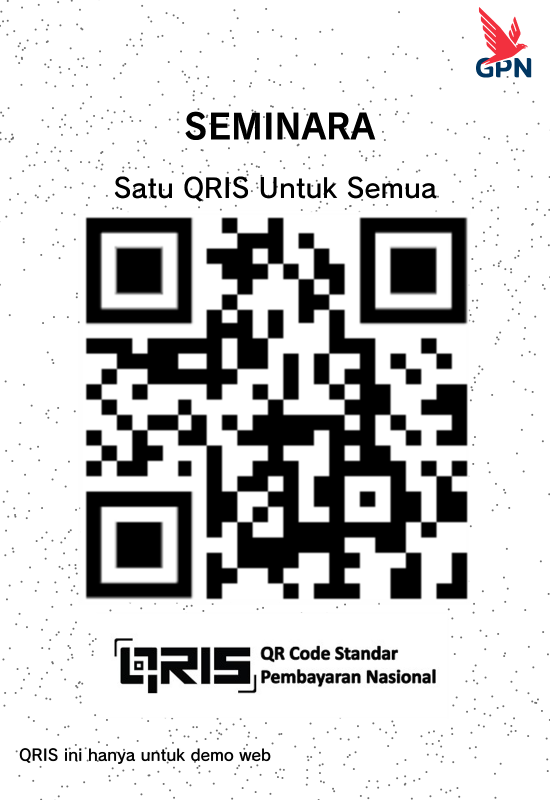 GPN
SEMINARA
Satu QRIS Untuk Semua
QRIS
QR Code Standar
Pembayaran Nasional
QRIS ini hanya untuk demo web